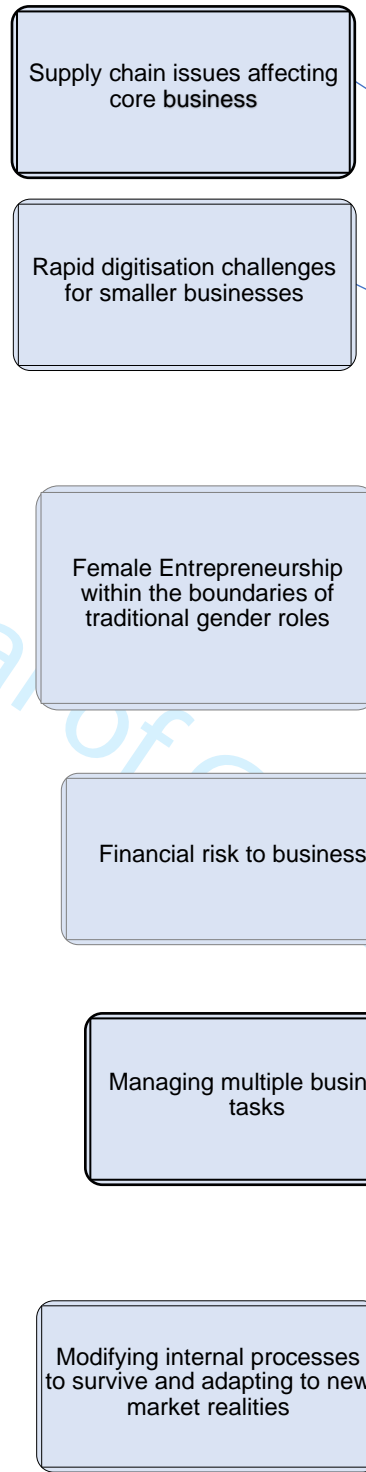 Supply chain issues affecting
core business
Rapid digitisation challenges
for smaller businesses
Female Entrepreneurship
within the boundaries of
traditional gender roles
Financial risk to business
Managing multiple busin
tasks
Modifying internal processes
to survive and adapting to new
market realities